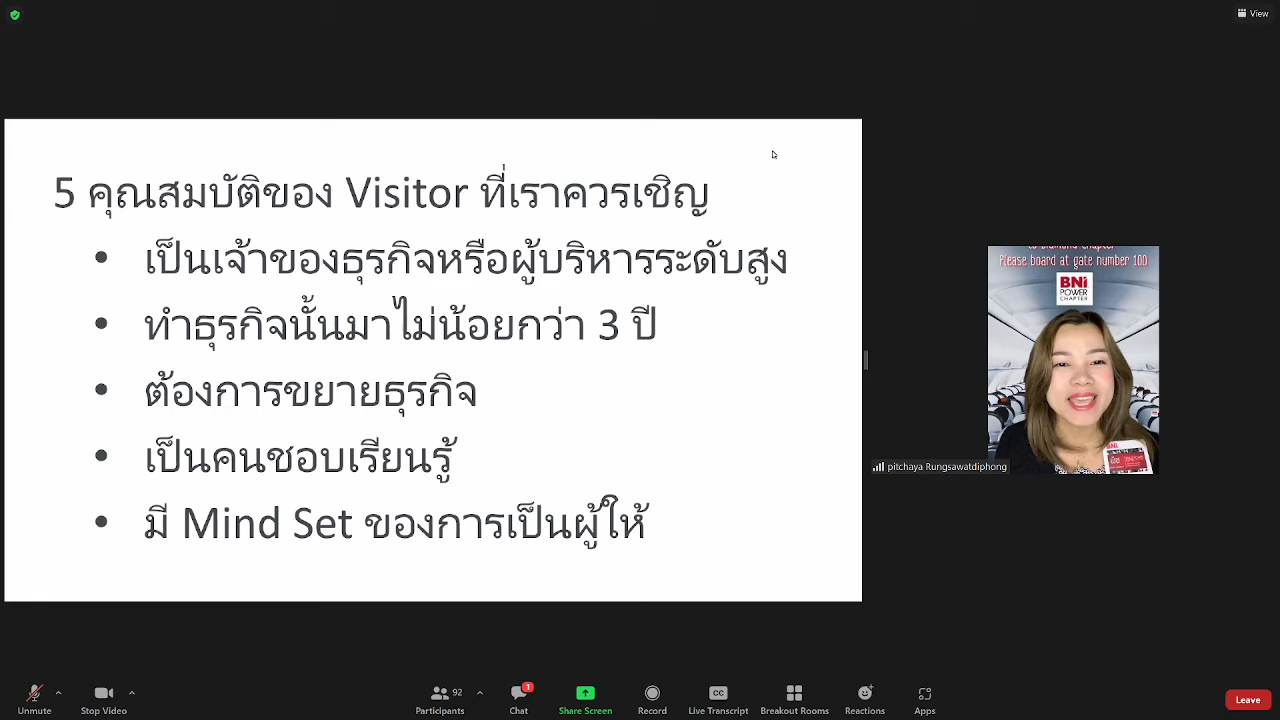 View
5 คุณสมบัติของ Visitor ที่เราควรเชิญ
• เป็นเจ้าของธุรกิจหรือผู้บริหารระดับสูง
• ทำธุรกิจนั้นมาไม่น้อยกว่า 3 ปี
• ต้องการขยายธุรกิจ
• เป็นคนชอบเรียนรู้
• มี Mind Set ของการเป็นผู้ให้
Please board at gate number 100
BNI
POWER
CHAPTER
pitchaya Rungsawatdiphong
Unmute
Stop Video
92
Participants
1
Chat
Share Screen
Record
CC
Live Transcript
Breakout Rooms
Reactions
Apps
Leave